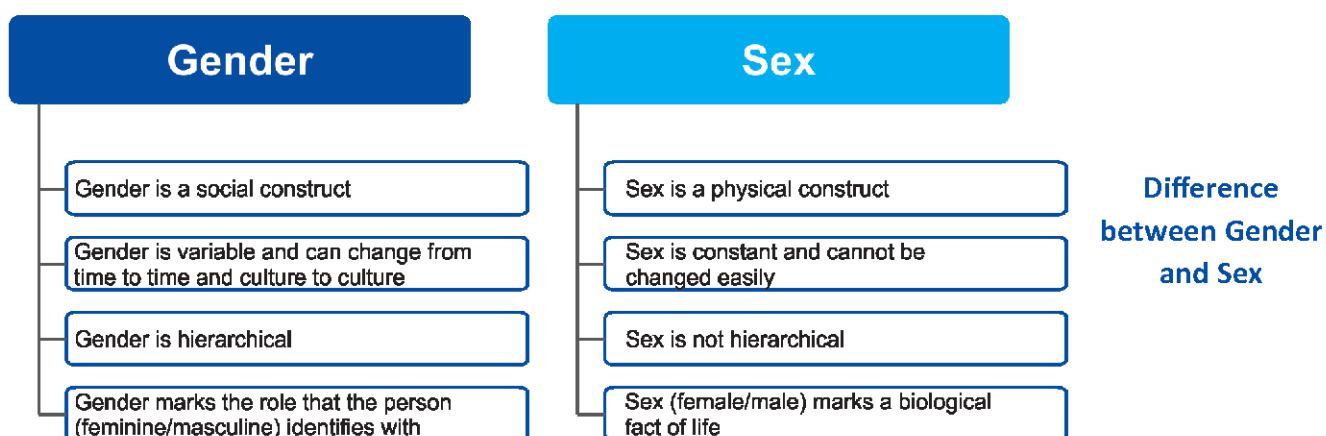 Gender
Gender is a social construct
Gender is variable and can change from
time to time and culture to culture
Gender is hierarchical
Gender marks the role that the person
(feminine/masculine) identifies with
Sex
Sex is a physical construct
Sex is constant and cannot be
changed easily
Sex is not hierarchical
Sex (female/male) marks a biological
fact of life
Difference
between Gender
and Sex